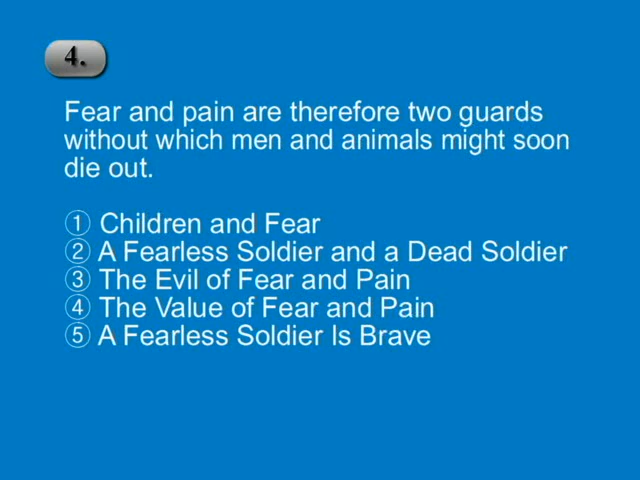 4.
Fear and pain are therefore two guards
without which men and animals might soon
die out.
① Children and Fear
② A Fearless Soldier and a Dead Soldier
③ The Evil of Fear and Pain
④ The Value of Fear and Pain
⑤ A Fearless Soldier Is Brave